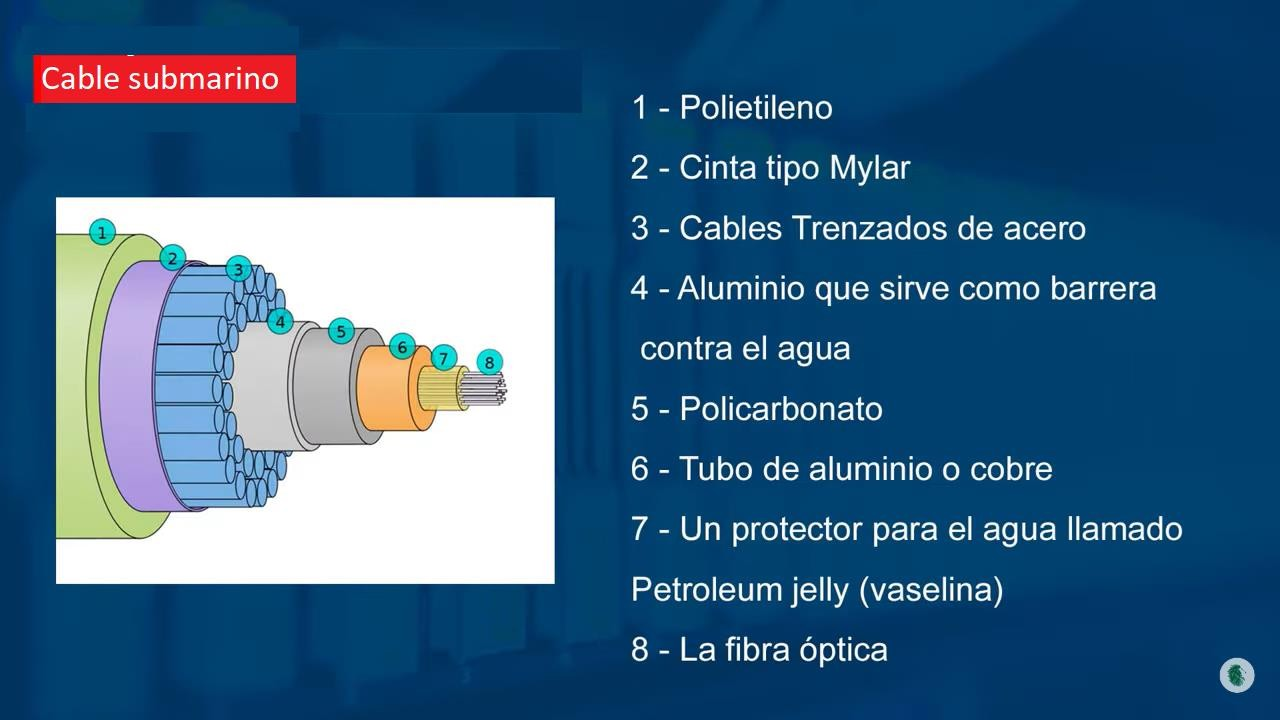 Cable submarino
1 - Polietileno
2 - Cinta tipo Mylar
3 - Cables Trenzados de acero
4 - Aluminio que sirve como barrera
contra el agua
5 - Policarbonato
6 - Tubo de aluminio o cobre
7 - Un protector para el agua llamado
Petroleum jelly (vaselina)
8 - La fibra óptica
1
2
3
4
5
6
7
8